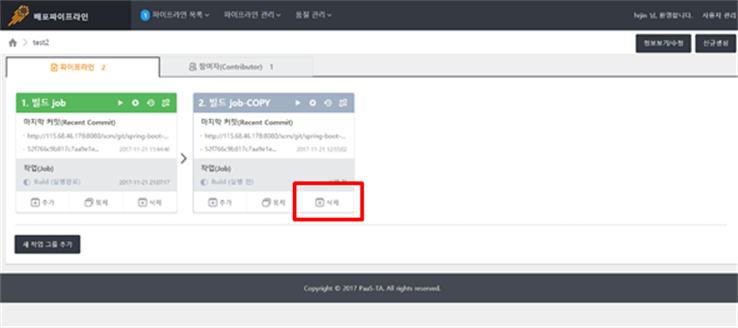 배포파이프라인
1 파이프라인 목록 파이프라인 관리 품질 관리
hrjin 님, 환영합니다. 사용자 관리
test2
정보보기/수정 신규생성
파이프라인 2
참여자(Contributor) 1
1. 빌드 job
마지막 커밋(Recent Commit)
- http://115.68.46.178:8080/scm/git/spring-boot-...
- 52f766c9b817c7aa9e1e... 2017-11-21 11:44:46
작업(Job)
Build (실행완료) 2017-11-21 21:07:17
추가 복제 삭제
2. 빌드 job-COPY
마지막 커밋(Recent Commit)
- http://115.68.46.178:8080/scm/git/spring-boot-...
- 52f766c9b817c7aa9e1e... 2017-11-21 12:55:02
작업(Job)
Build (실행 전)
추가 복제 삭제
새 작업 그룹 추가
Copyright © 2017 PaaS-TA. All rights reserved.